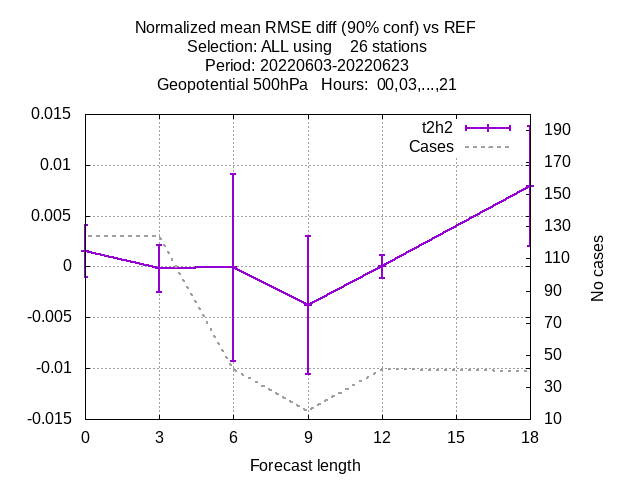 Normalized mean RMSE diff (90% conf) vs REF
Selection: ALL using    26 stations
Period: 20220603-20220623
Geopotential 500hPa   Hours:  00,03,...,21
0.015
0.01
0.005
0
-0.005
-0.01
-0.015
t2h2
Cases
190
170
150
130
110
90
70
50
30
10
No cases
0 3 6 9 12 15 18
Forecast length